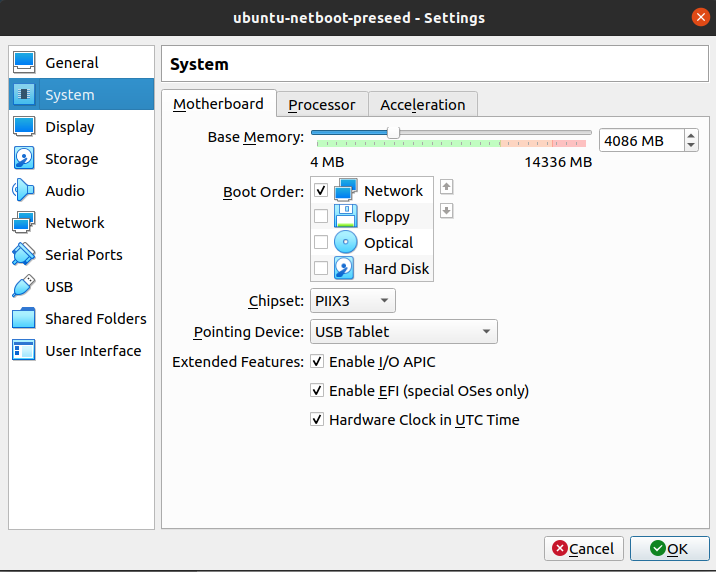 ubuntu-netboot-preseed - Settings
General
System
Display
Storage
Audio
Network
Serial Ports
USB
Shared Folders
User Interface
System
Motherboard Processor Acceleration
Base Memory: 4086 MB
4 MB 14336 MB
Boot Order: Network
Floppy
Optical
Hard Disk
Chipset: PIIX3
Pointing Device: USB Tablet
Extended Features: Enable I/O APIC
Enable EFI (special OSes only)
Hardware Clock in UTC Time
Cancel OK